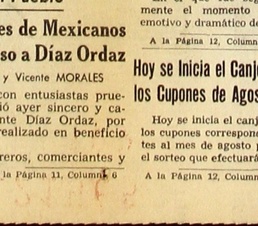 es de Mexicanos
so a Díaz Ordaz
y Vicente MORALES
con entusiastas prue-
ió ayer sincero y ca-
nte Díaz Ordaz, por
realizado en beneficio
reros, comerciantes y
la Página 11, Column 6
mente el momento
emotivo y dramático de
A la Página 12, Column
Hoy se Inicia el Canj
los Cupones de Agos
Hoy se inicia el canj
los cupones correspon
tes al mes de agosto p
el sorteo que efectuará
A la Página 12, Column